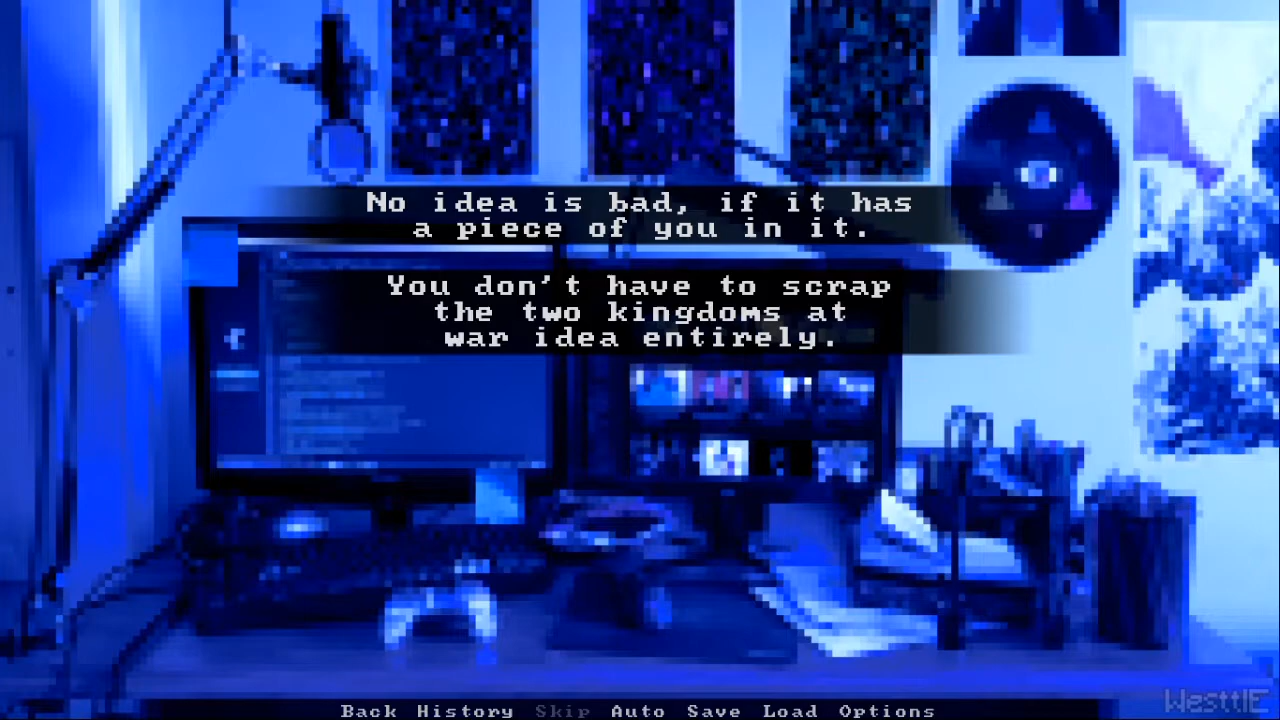 No idea is bad, if it has
a piece of you in it.
You don't have to scrap
the two kingdoms at
war idea entirely.
Back History Skip Auto Save Load Options
WesttIE